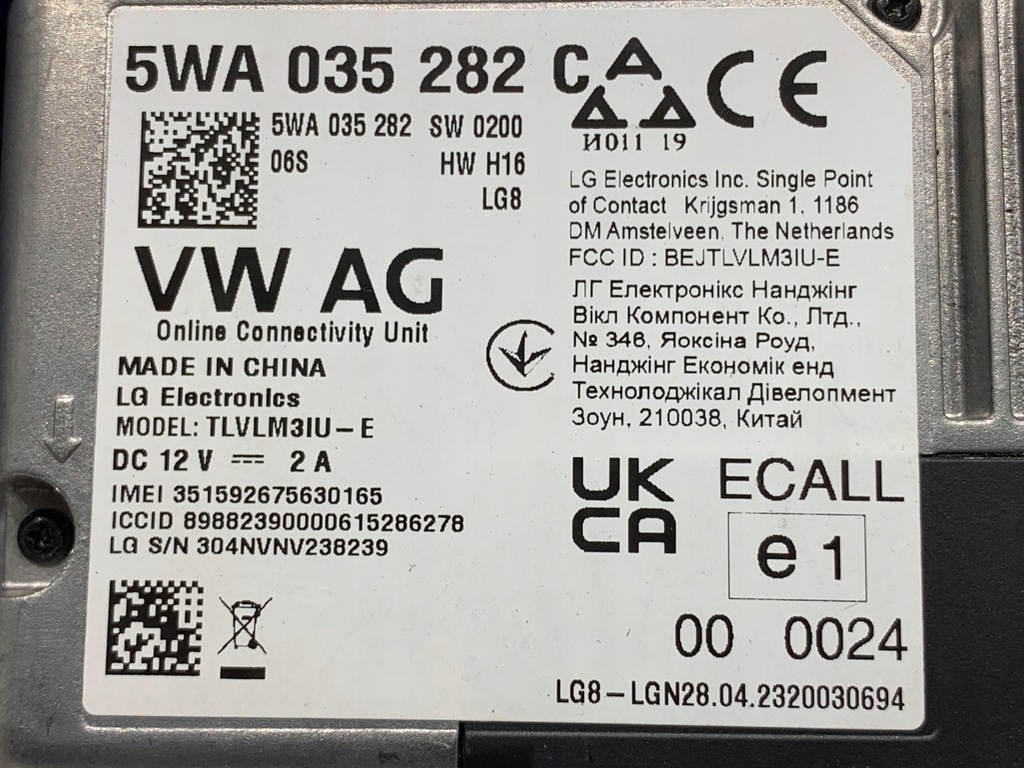 5WA 035 282 C
5WA 035 282 SW 0200
06S HW H16
LG8
VW AG
Online Connectivity Unit
MADE IN CHINA
LG Electronics
MODEL: TLVLM3IU-E
DC 12 V ⎓ 2 A
IMEI 351592675630165
ICCID 89882390000615286278
LG S/N 304NVNV238239
CE
И011 19
LG Electronics Inc. Single Point
of Contact Krijgsman 1, 1186
DM Amstelveen, The Netherlands
FCC ID : BEJTLVLM3IU-E
ЛГ Електронікс Нанджінг
Вікл Компонент Ко., Лтд.,
№ 346, Яоксіна Роуд,
Нанджінг Економік енд
Технолоджікал Дівелопмент
Зоун, 210038, Китай
UK
CA
ECALL
e1
00 0024
LG8-LGN28.04.2320030694